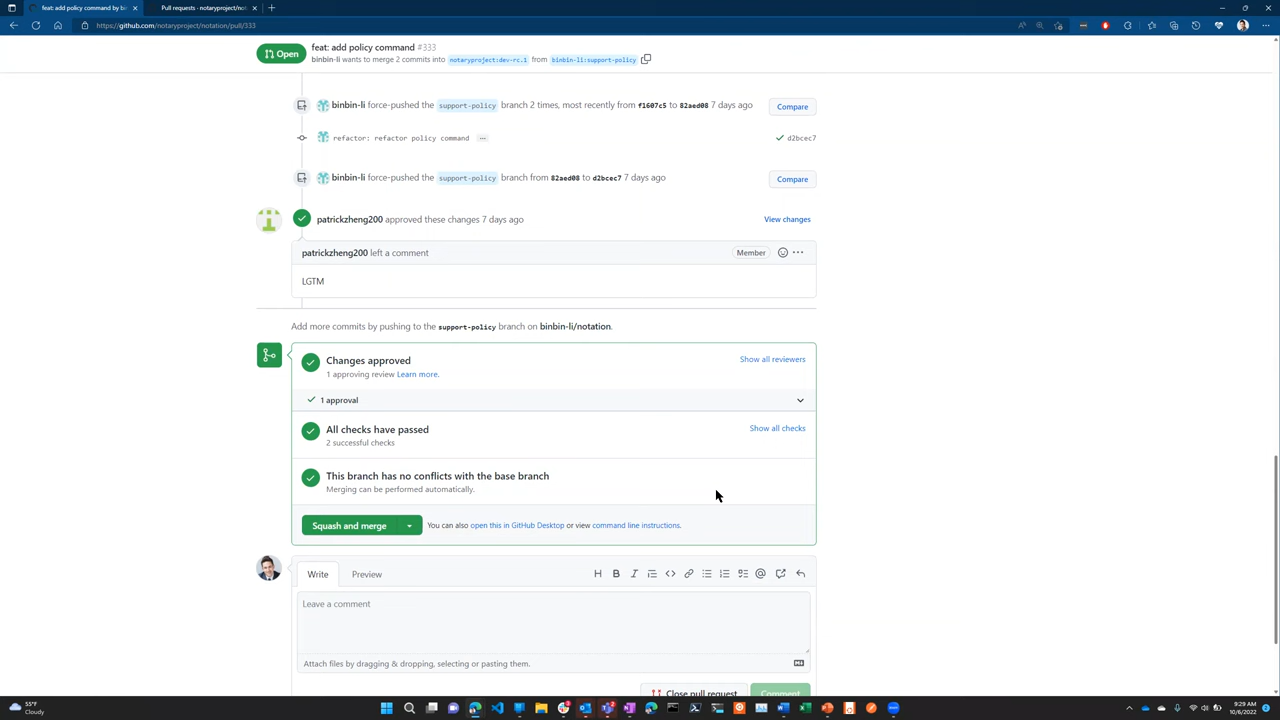 feat: add policy command by bin
Pull requests · notaryproject/not
https://github.com/notaryproject/notation/pull/333
Open
feat: add policy command #333
binbin-li wants to merge 2 commits into notaryproject:dev-rc.1 from binbin-li:support-policy
binbin-li force-pushed the support-policy branch 2 times, most recently from f1607c5 to 82aed08 7 days ago
Compare
refactor: refactor policy command ...
d2bcec7
binbin-li force-pushed the support-policy branch from 82aed08 to d2bcec7 7 days ago
Compare
patrickzheng200 approved these changes 7 days ago
View changes
patrickzheng200 left a comment
Member
LGTM
Add more commits by pushing to the support-policy branch on binbin-li/notation.
Changes approved
Show all reviewers
1 approving review Learn more.
1 approval
All checks have passed
Show all checks
2 successful checks
This branch has no conflicts with the base branch
Merging can be performed automatically.
Squash and merge
You can also open this in GitHub Desktop or view command line instructions.
Write
Preview
Leave a comment
Attach files by dragging & dropping, selecting or pasting them.
Close pull request
Comment
55°F
Cloudy
9:29 AM
10/6/2022